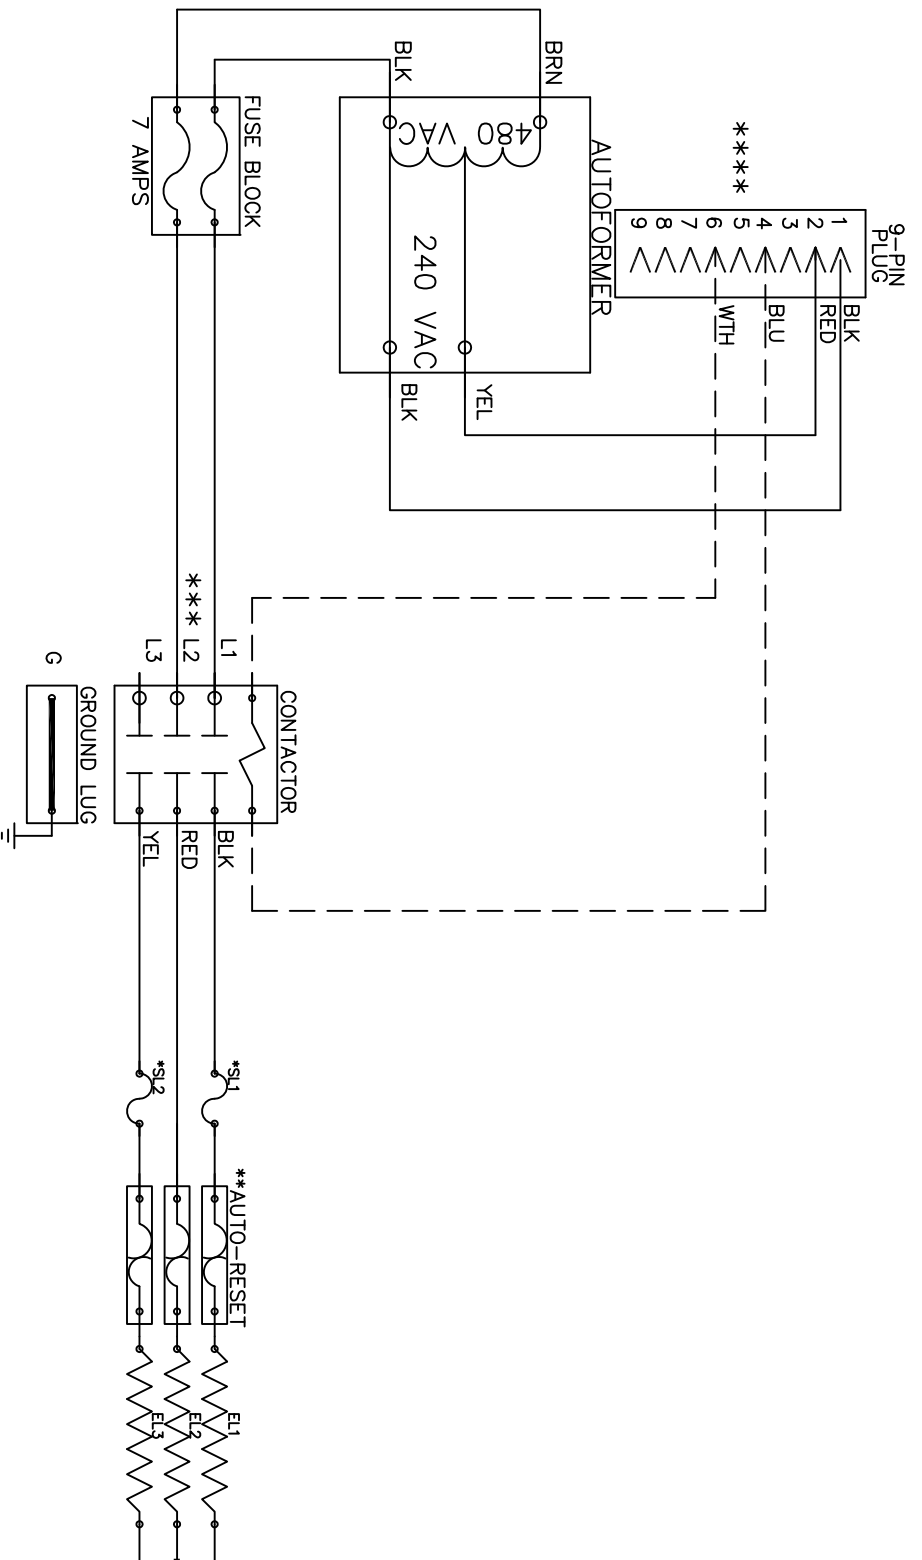 9-PIN
PLUG
1
2
3
4
5
6
7
8
9
****
BLK
RED
BLU
WTH
AUTOFORMER
480 VAC
240 VAC
BRN
BLK
YEL
BLK
FUSE BLOCK
7 AMPS
CONTACTOR
L1
L2
***
L3
BLK
RED
YEL
G
GROUND LUG
*SL1
*SL2
**AUTO-RESET
EL1
EL2
EL3